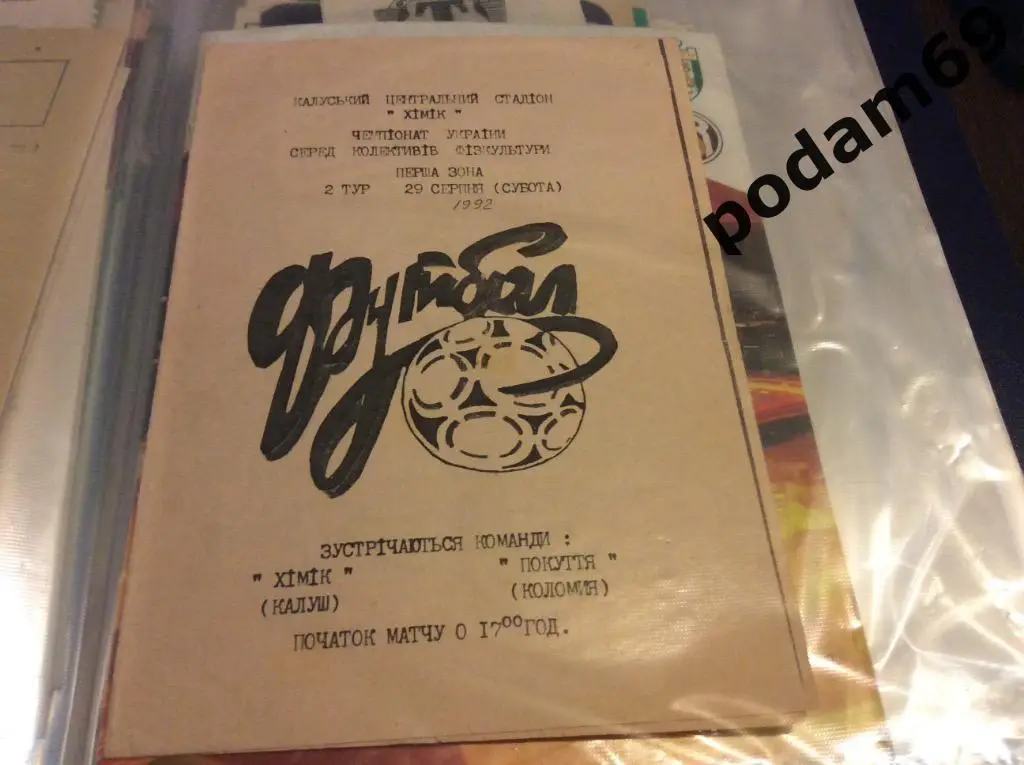 КАЛУСЬКИЙ ЦЕНТРАЛЬНИЙ СТАДІОН
" ХІМІК "
ЧЕМПІОНАТ УКРАЇНИ
СЕРЕД КОЛЕКТИВІВ ФІЗКУЛЬТУРИ
ПЕРША ЗОНА
2 ТУР 29 СЕРПНЯ (СУБОТА)
1992
Футбол
ЗУСТРІЧАЮТЬСЯ КОМАНДИ :
" ХІМІК " " ПОКУТТЯ "
(КАЛУШ) (КОЛОМИЯ)
ПОЧАТОК МАТЧУ О 17⁰⁰ ГОД.
podam69